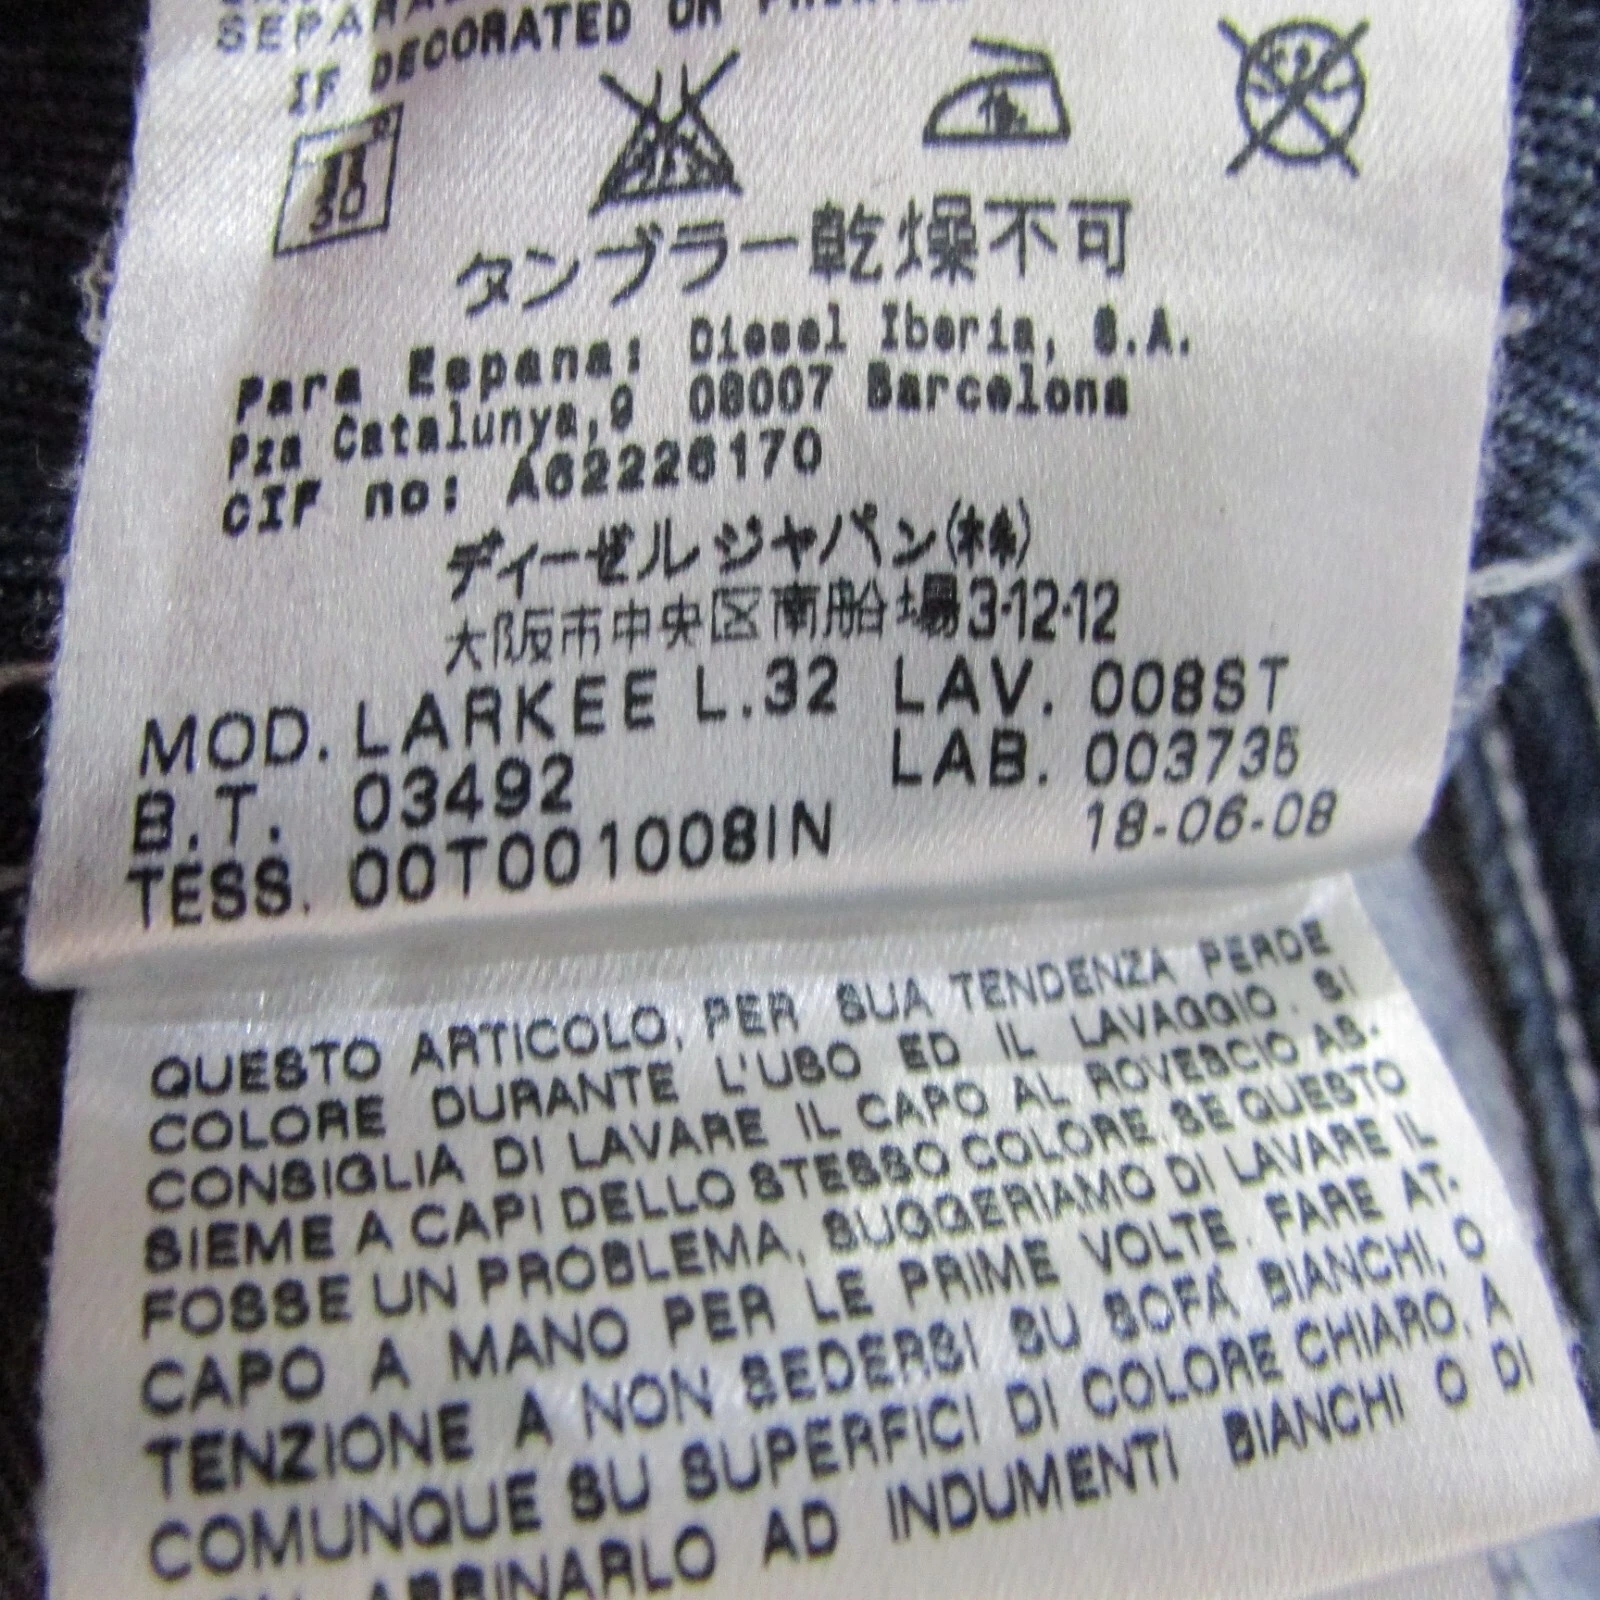 SEPARA
IF DECORATED OR
30
タンブラー乾燥不可
Para Espana: Diesel Iberia, S.A.
Pza Catalunya,9 08007 Barcelona
CIF no: A62226170
ディーゼルジャパン(株)
大阪市中央区南船場3-12-12
MOD. LARKEE L.32 LAV. 008ST
B.T. 03492 LAB. 003735
TESS. 00T001008IN 18-06-08
QUESTO ARTICOLO, PER SUA TENDENZA PERDE
COLORE DURANTE L'USO ED IL LAVAGGIO. SI
CONSIGLIA DI LAVARE IL CAPO AL ROVESCIO AS-
SIEME A CAPI DELLO STESSO COLORE SE QUESTO
FOSSE UN PROBLEMA, SUGGERIAMO DI LAVARE IL
CAPO A MANO PER LE PRIME VOLTE. FARE AT-
TENZIONE A NON SEDERSI SU SOFÁ BIANCHI, O
COMUNQUE SU SUPERFICI DI COLORE CHIARO, A
ABBINARLO AD INDUMENTI BIANCHI O DI